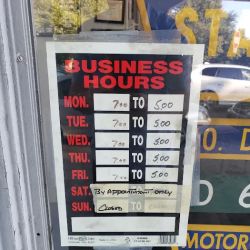 BUSINESS
HOURS
MON. 7:00 TO 5:00
TUE. 7:00 TO 5:00
WED. 7:00 TO 5:00
THU. 7:00 TO 5:00
FRI. 7:00 TO 5:00
SAT. By Appointment only
SUN. Closed
STA
MOTOR